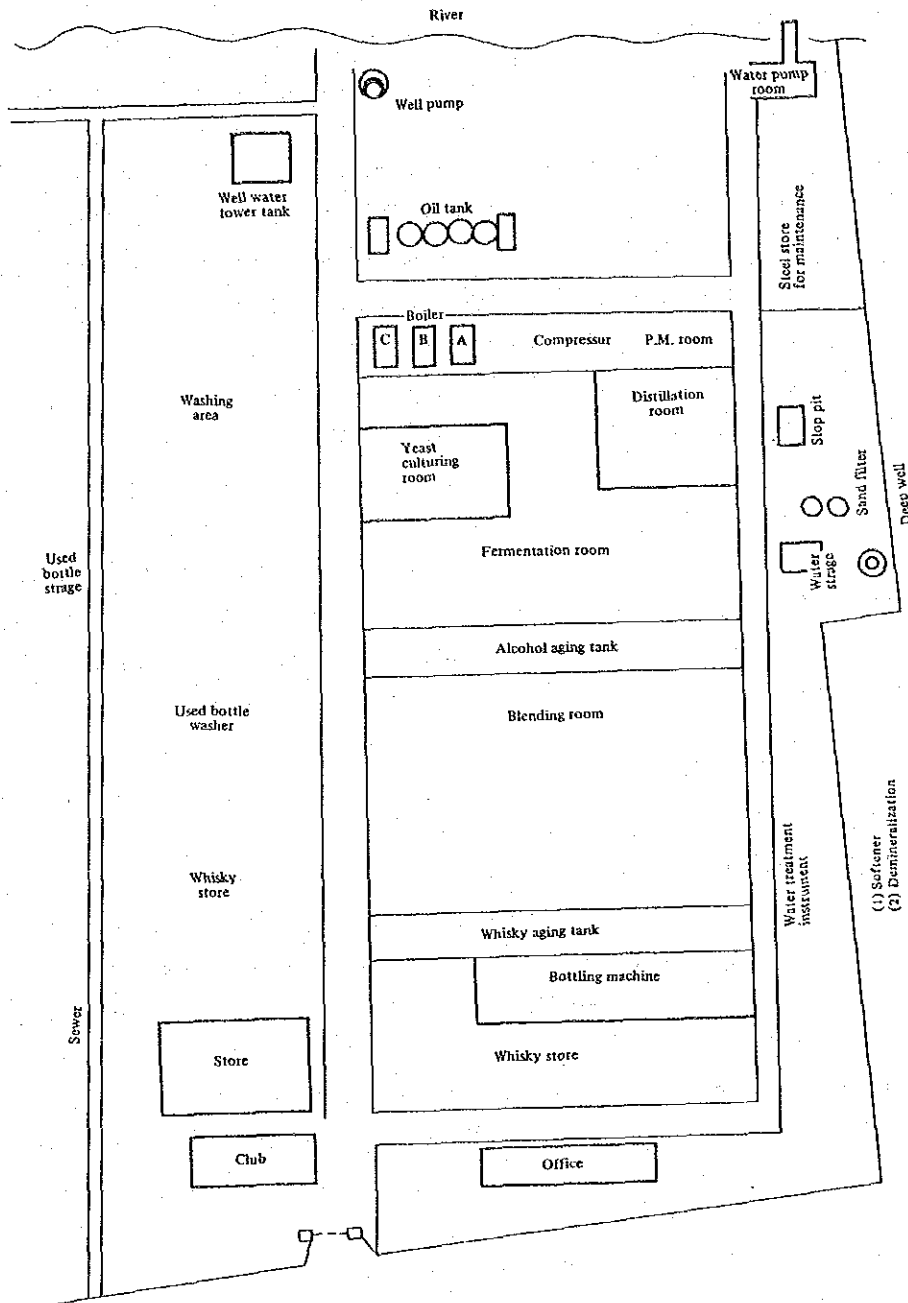 River
Water pump
room
Well pump
Well water
tower tank
Oil tank
Steel store
for maintenance
Boiler
C
B
A
Compressur
P.M. room
Washing
area
Distillation
room
Slop pit
Yeast
culturing
room
Sand filter
Deep well
Used
bottle
strage
Fermentation room
Water
strage
Alcohol aging tank
Used bottle
washer
Blending room
Whisky
store
Water treatment
instrument
(1) Softener
(2) Demineralization
Whisky aging tank
Bottling machine
Sewer
Store
Whisky store
Club
Office